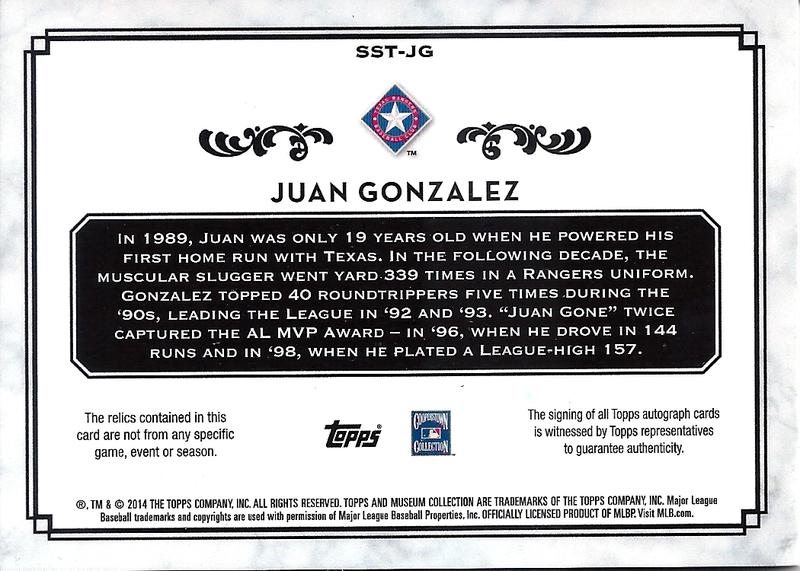 SST-JG
TEXAS RANGERS
BASEBALL CLUB
TM
JUAN GONZALEZ
IN 1989, JUAN WAS ONLY 19 YEARS OLD WHEN HE POWERED HIS
FIRST HOME RUN WITH TEXAS. IN THE FOLLOWING DECADE, THE
MUSCULAR SLUGGER WENT YARD 339 TIMES IN A RANGERS UNIFORM.
GONZALEZ TOPPED 40 ROUNDTRIPPERS FIVE TIMES DURING THE
‘90S, LEADING THE LEAGUE IN ‘92 AND ‘93. “JUAN GONE” TWICE
CAPTURED THE AL MVP AWARD – IN ‘96, WHEN HE DROVE IN 144
RUNS AND IN ‘98, WHEN HE PLATED A LEAGUE-HIGH 157.
The relics contained in this
card are not from any specific
game, event or season.
Topps®
COOPERSTOWN
COLLECTION
The signing of all Topps autograph cards
is witnessed by Topps representatives
to guarantee authenticity.
®, TM & © 2014 THE TOPPS COMPANY, INC. ALL RIGHTS RESERVED. TOPPS AND MUSEUM COLLECTION ARE TRADEMARKS OF THE TOPPS COMPANY, INC. Major League
Baseball trademarks and copyrights are used with permission of Major League Baseball Properties, Inc. OFFICIALLY LICENSED PRODUCT OF MLBP. Visit MLB.com.